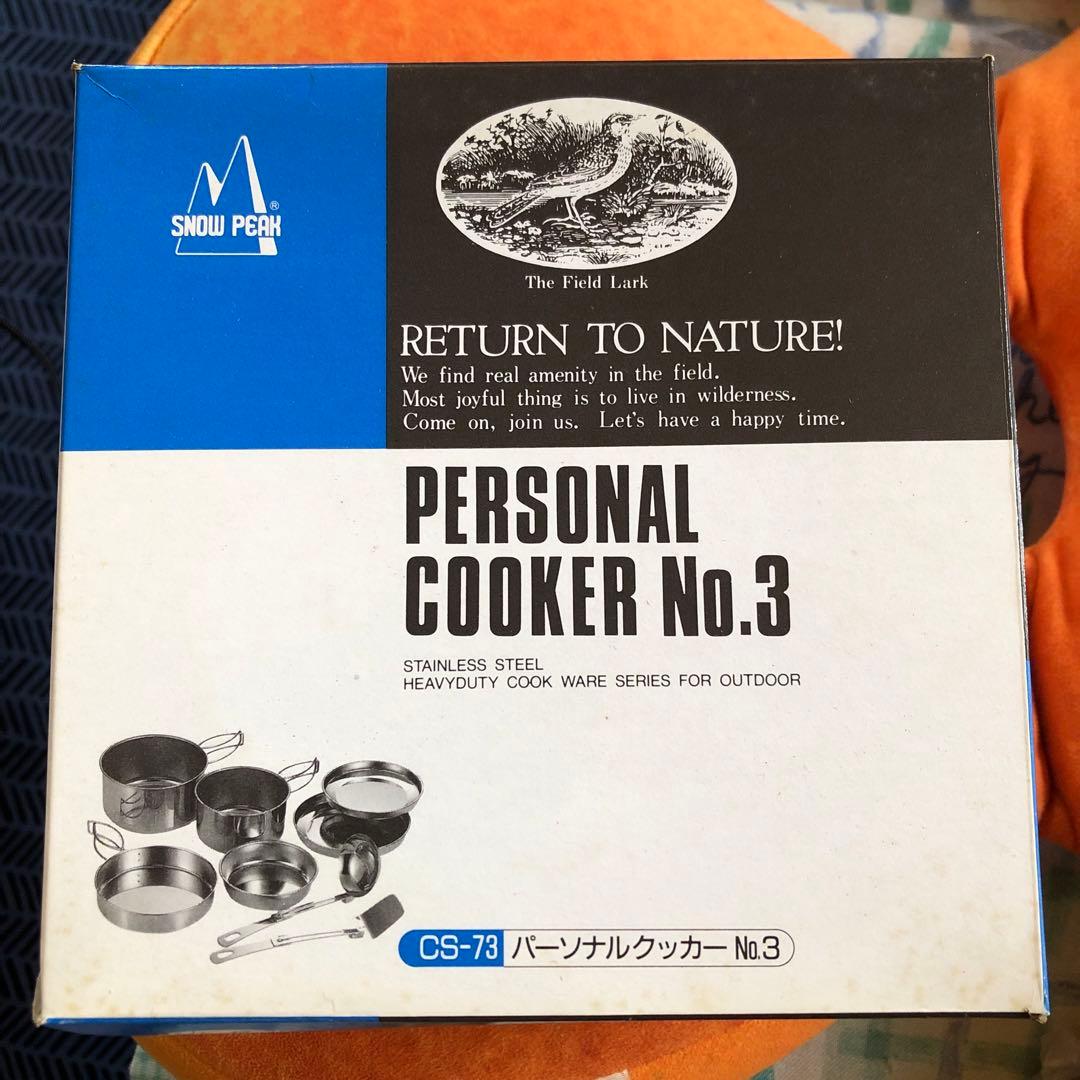 SNOW PEAK ®
The Field Lark
RETURN TO NATURE!
We find real amenity in the field.
Most joyful thing is to live in wilderness.
Come on, join us. Let's have a happy time.
PERSONAL
COOKER No.3
STAINLESS STEEL
HEAVYDUTY COOK WARE SERIES FOR OUTDOOR
CS-73 パーソナルクッカー No.3